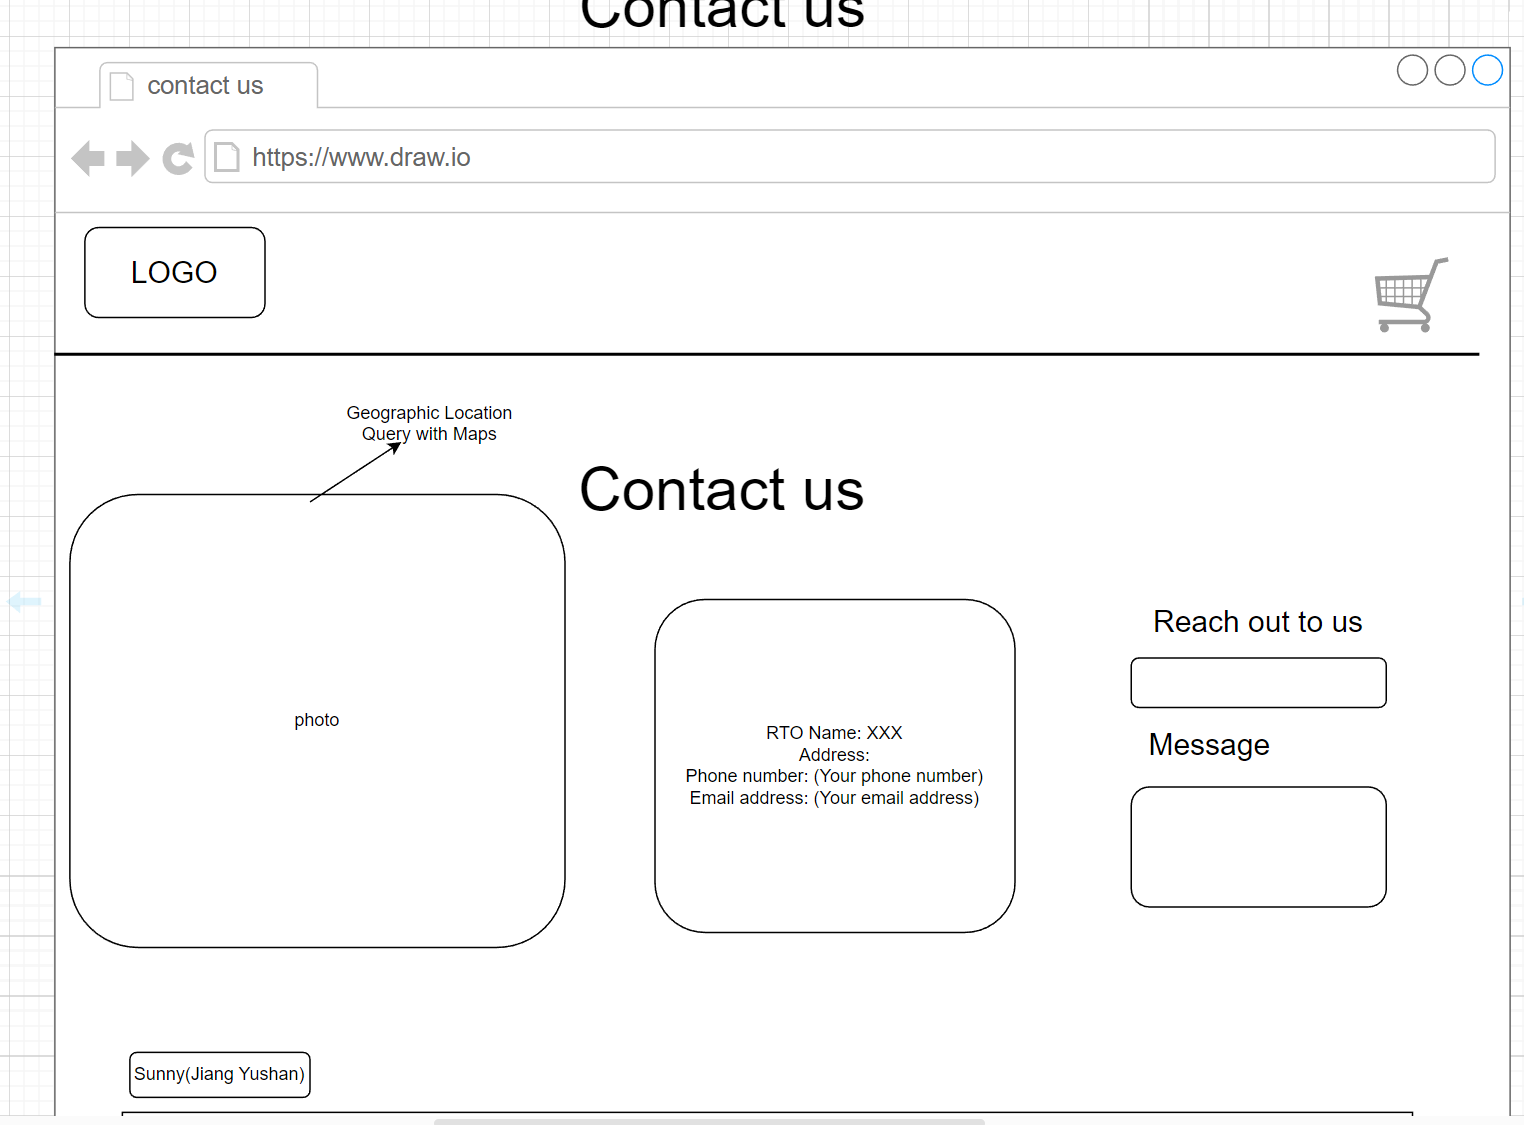 Contact us
contact us
https://www.draw.io
LOGO
Geographic Location
Query with Maps
Contact us
photo
RTO Name: XXX
Address:
Phone number: (Your phone number)
Email address: (Your email address)
Reach out to us
Message
Sunny(Jiang Yushan)